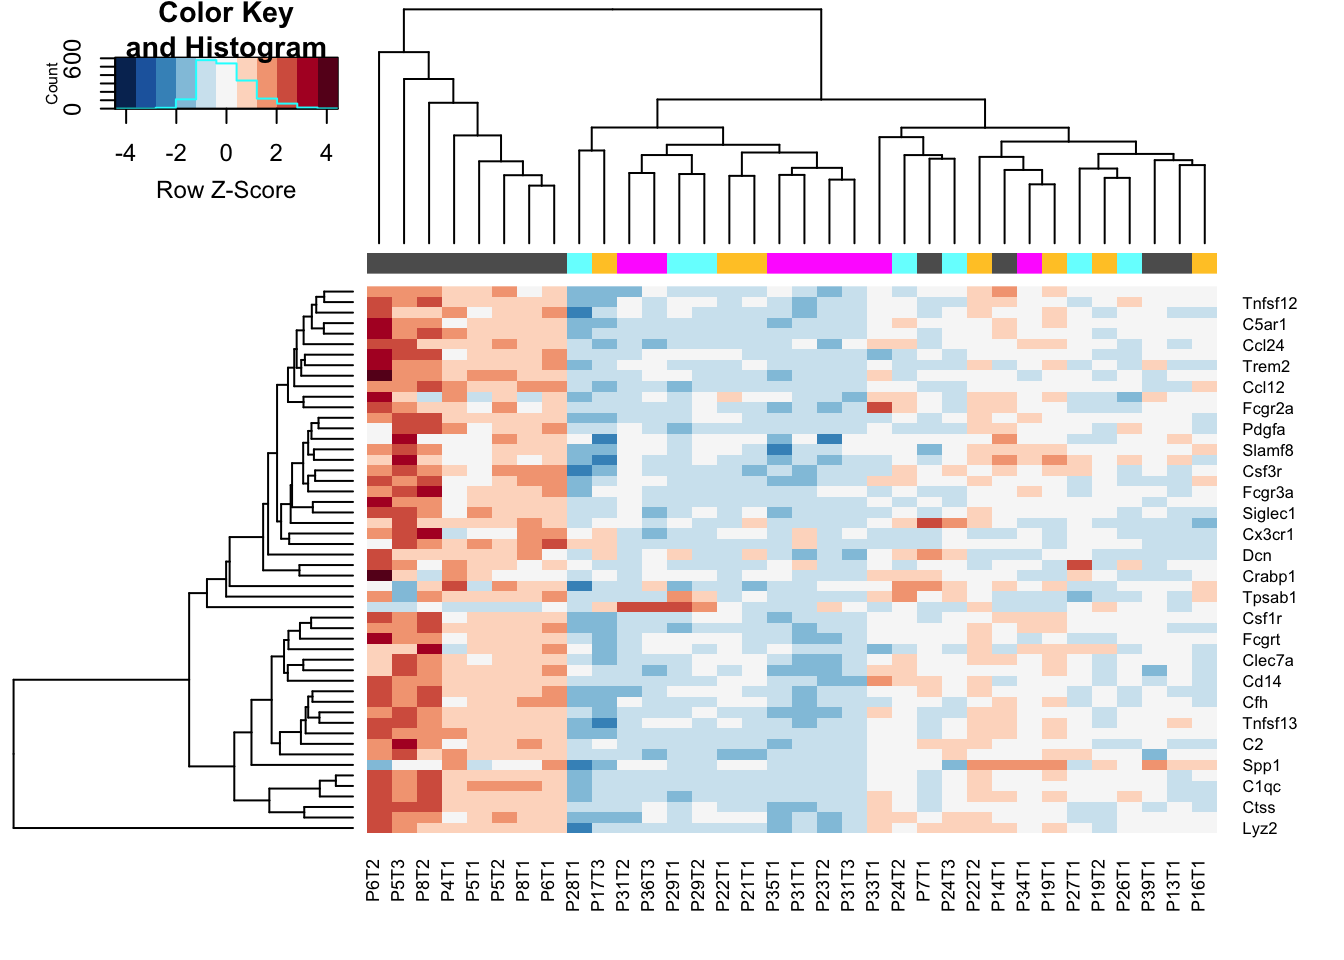 Color Key
and Histogram
Count
0
600
-4 -2 0 2 4
Row Z-Score
Tnfsf12
C5ar1
Ccl24
Trem2
Ccl12
Fcgr2a
Pdgfa
Slamf8
Csf3r
Fcgr3a
Siglec1
Cx3cr1
Dcn
Crabp1
Tpsab1
Csf1r
Fcgrt
Clec7a
Cd14
Cfh
Tnfsf13
C2
Spp1
C1qc
Ctss
Lyz2
P6T2
P5T3
P8T2
P4T1
P5T1
P5T2
P8T1
P6T1
P28T1
P17T3
P31T2
P36T3
P29T1
P29T2
P22T1
P21T1
P35T1
P31T1
P23T2
P31T3
P33T1
P24T2
P7T1
P24T3
P22T2
P14T1
P34T1
P19T1
P27T1
P19T2
P26T1
P39T1
P13T1
P16T1